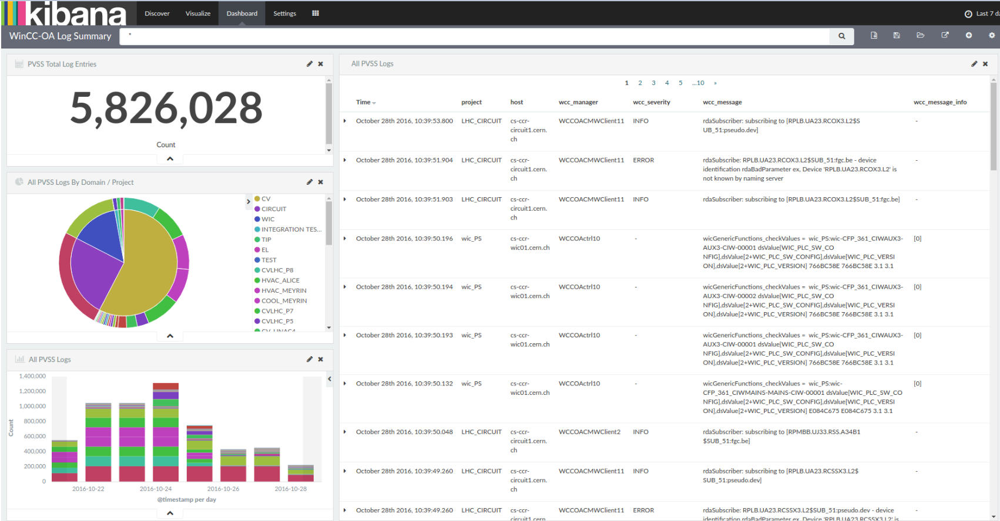 kibana
Discover
Visualize
Dashboard
Settings
Last 7 d
WinCC-OA Log Summary
*
PVSS Total Log Entries
5,826,028
Count
All PVSS Logs By Domain / Project
CV
CIRCUIT
WIC
INTEGRATION TES...
TIP
EL
TEST
CVLHC_P8
HVAC_ALICE
HVAC_MEYRIN
COOL_MEYRIN
CVLHC_P7
CVLHC_P5
CV_LINAC4
All PVSS Logs
1,400,000
1,200,000
1,000,000
800,000
600,000
400,000
200,000
0
Count
2016-10-22
2016-10-24
2016-10-26
2016-10-28
@timestamp per day
All PVSS Logs
1 2 3 4 5 ...10 »
Time project host wcc_manager wcc_severity wcc_message wcc_message_info
October 28th 2016, 10:39:53.800 LHC_CIRCUIT cs-ccr- WCCOACMWClient11 INFO rdaSubscriber: subscribing to [RPLB.UA23.RCOX3.L2$S -
circuit1.cern. UB_51:pseudo.dev]
ch
October 28th 2016, 10:39:51.904 LHC_CIRCUIT cs-ccr- WCCOACMWClient11 ERROR rdaSubscribe: RPLB.UA23.RCOX3.L2$SUB_51:fgc.be - device -
circuit1.cern. identification rdaBadParameter ex, Device 'RPLB.UA23.RCOX3.L2' is
ch not known by naming server
October 28th 2016, 10:39:51.903 LHC_CIRCUIT cs-ccr- WCCOACMWClient11 INFO rdaSubscriber: subscribing to [RPLB.UA23.RCOX3.L2$SUB_51:fgc.be] -
circuit1.cern.
ch
October 28th 2016, 10:39:50.196 wic_PS cs-ccr- WCCOActrl10 - wicGenericFunctions_checkValues = wic_PS:wic-CFP_361_CIWAUX3- [0]
wic01.cern.ch AUX3-CIW-00001 dsValue[WIC_PLC_SW_CO
NFIG],dsValue[2+WIC_PLC_SW_CONFIG],dsValue[WIC_PLC_VERSI
ON],dsValue[2+WIC_PLC_VERSION] 766BC58E 766BC58E 3.1 3.1
October 28th 2016, 10:39:50.194 wic_PS cs-ccr- WCCOActrl10 - wicGenericFunctions_checkValues = wic_PS:wic-CFP_361_CIWAUX3- [0]
wic01.cern.ch AUX3-CIW-00002 dsValue[WIC_PLC_SW_CO
NFIG],dsValue[2+WIC_PLC_SW_CONFIG],dsValue[WIC_PLC_VERSI
ON],dsValue[2+WIC_PLC_VERSION] 766BC58E 766BC58E 3.1 3.1
October 28th 2016, 10:39:50.193 wic_PS cs-ccr- WCCOActrl10 - wicGenericFunctions_checkValues = wic_PS:wic-CFP_361_CIWAUX3- [0]
wic01.cern.ch AUX3-CIW-00001 dsValue[WIC_PLC_SW_CO
NFIG],dsValue[2+WIC_PLC_SW_CONFIG],dsValue[WIC_PLC_VERSI
ON],dsValue[2+WIC_PLC_VERSION] 766BC58E 766BC58E 3.1 3.1
October 28th 2016, 10:39:50.132 wic_PS cs-ccr- WCCOActrl10 - wicGenericFunctions_checkValues = wic_PS:wic- [0]
wic01.cern.ch CFP_361_CIWMAINS-MAINS-CIW-00001 dsValue[WIC_PLC_SW_CO
NFIG],dsValue[2+WIC_PLC_SW_CONFIG],dsValue[WIC_PLC_VERSI
ON],dsValue[2+WIC_PLC_VERSION] E084C675 E084C675 3.1 3.1
October 28th 2016, 10:39:50.048 LHC_CIRCUIT cs-ccr- WCCOACMWClient2 INFO rdaSubscriber: subscribing to [RPMBB.UJ33.RSS.A34B1 -
circuit1.cern. $SUB_51:fgc.be]
ch
October 28th 2016, 10:39:49.260 LHC_CIRCUIT cs-ccr- WCCOACMWClient11 INFO rdaSubscriber: subscribing to [RPLB.UA23.RCSSX3.L2$ -
circuit1.cern. SUB_51:pseudo.dev]
ch
October 28th 2016, 10:39:49.260 LHC_CIRCUIT cs-ccr- WCCOACMWClient11 ERROR rdaSubscribe: RPLB.UA23.RCSSX3.L2$SUB_51:pseudo.dev - device -
circuit1.cern. identification rdaBadParameter ex, Device 'RPLB.UA23.RCSSX3.L2' is